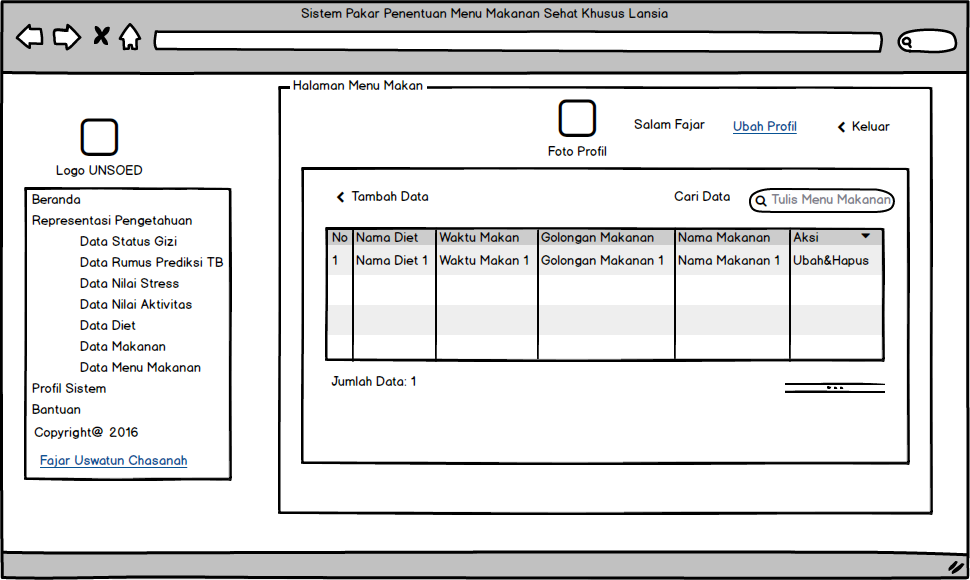 Sistem Pakar Penentuan Menu Makanan Sehat Khusus Lansia
Logo UNSOED
Beranda
Representasi Pengetahuan
Data Status Gizi
Data Rumus Prediksi TB
Data Nilai Stress
Data Nilai Aktivitas
Data Diet
Data Makanan
Data Menu Makanan
Profil Sistem
Bantuan
Copyright@ 2016
Fajar Uswatun Chasanah
Halaman Menu Makan
Foto Profil
Salam Fajar Ubah Profil Keluar
Tambah Data Cari Data Tulis Menu Makanan
No Nama Diet Waktu Makan Golongan Makanan Nama Makanan Aksi
1 Nama Diet 1 Waktu Makan 1 Golongan Makanan 1 Nama Makanan 1 Ubah&Hapus
Jumlah Data: 1